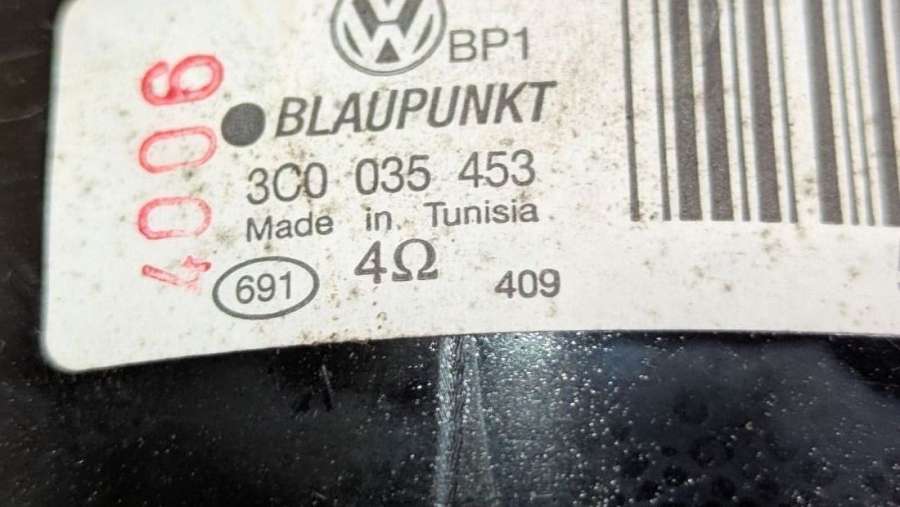 BP1
BLAUPUNKT
3C0 035 453
Made in Tunisia
691 4Ω 409
4006